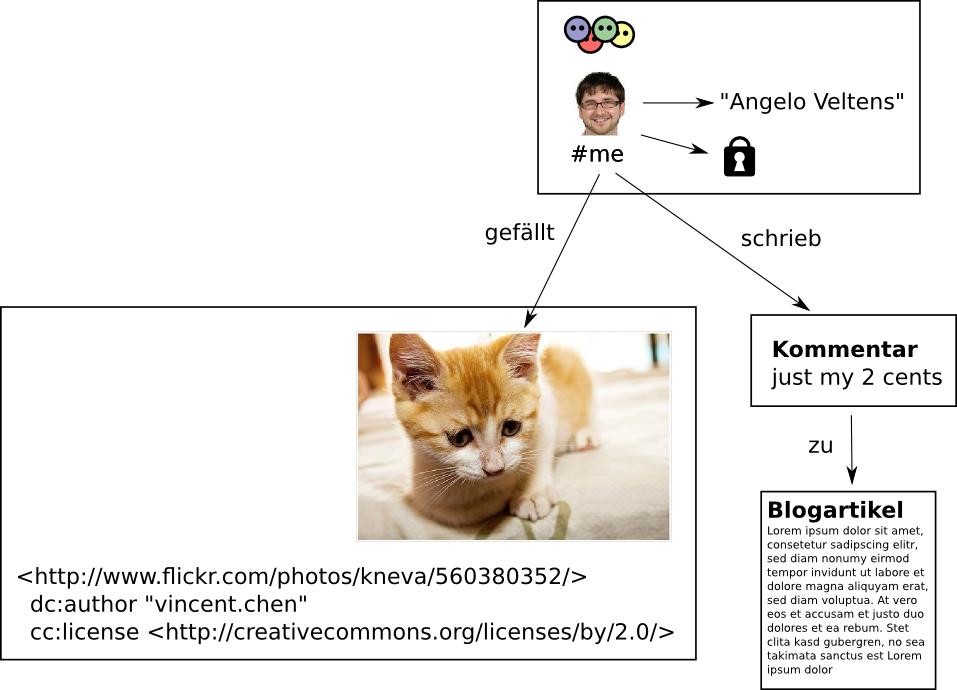 "Angelo Veltens"
#me
gefällt
schrieb
Kommentar
just my 2 cents
zu
Blogartikel
Lorem ipsum dolor sit amet,
consetetur sadipscing elitr,
sed diam nonumy eirmod
tempor invidunt ut labore et
dolore magna aliquyam erat,
sed diam voluptua. At vero
eos et accusam et justo duo
dolores et ea rebum. Stet
clita kasd gubergren, no sea
takimata sanctus est Lorem
ipsum dolor
<http://www.flickr.com/photos/kneva/560380352/>
dc:author "vincent.chen"
cc:license <http://creativecommons.org/licenses/by/2.0/>